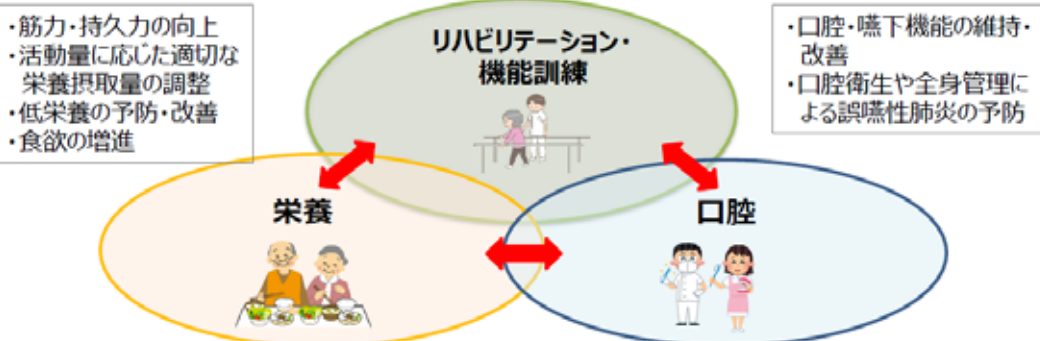 ・筋力・持久力の向上
・活動量に応じた適切な
栄養摂取量の調整
・低栄養の予防・改善
・食欲の増進
リハビリテーション・
機能訓練
・口腔・嚥下機能の維持・
改善
・口腔衛生や全身管理に
よる誤嚥性肺炎の予防
栄養
口腔